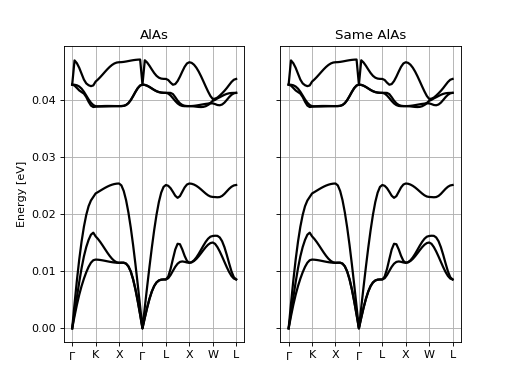 AlAs
Same AlAs
Energy [eV]
0.04
0.03
0.02
0.01
0.00
Γ K X Γ L X W L
Γ K X Γ L X W L